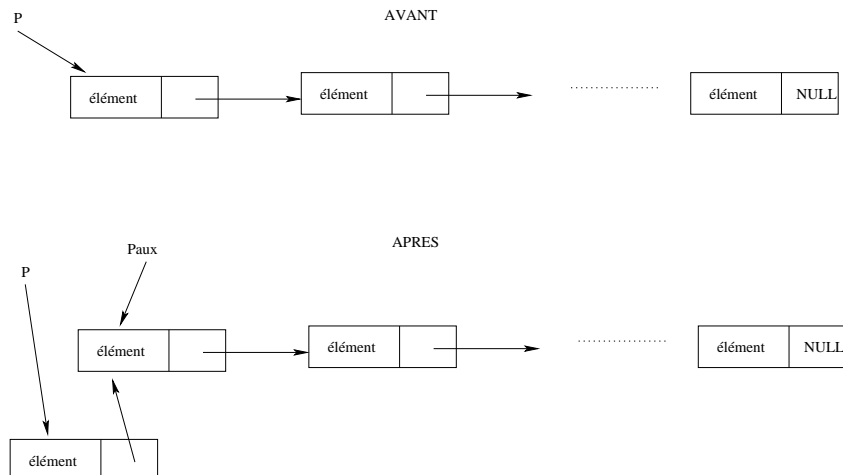 P
AVANT
élément
élément
élément NULL
Paux
APRES
P
élément
élément
élément NULL
élément